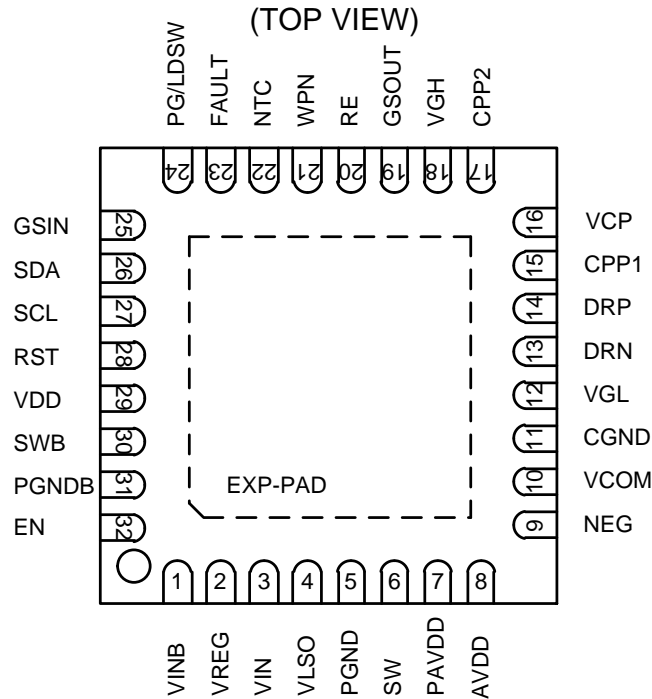 (TOP VIEW)
PG/LDSW
FAULT
NTC
WPN
RE
GSOUT
VGH
CPP2
24
23
22
21
20
19
18
17
GSIN 25
SDA 26
SCL 27
RST 28
VDD 29
SWB 30
PGNDB 31
EN 32
16 VCP
15 CPP1
14 DRP
13 DRN
12 VGL
11 CGND
10 VCOM
9 NEG
EXP-PAD
1
2
3
4
5
6
7
8
VINB
VREG
VIN
VLSO
PGND
SW
PAVDD
AVDD